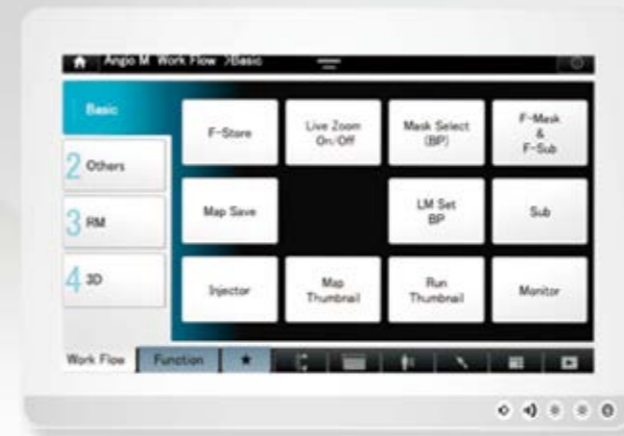 Angio M Work Flow >Basic
Basic
2 Others
3 RM
4 3D
F-Store
Live Zoom
On/Off
Mask Select
(BP)
F-Mask
&
F-Sub
Map Save
LM Set
BP
Sub
Injector
Map
Thumbnail
Run
Thumbnail
Monitor
Work Flow
Function